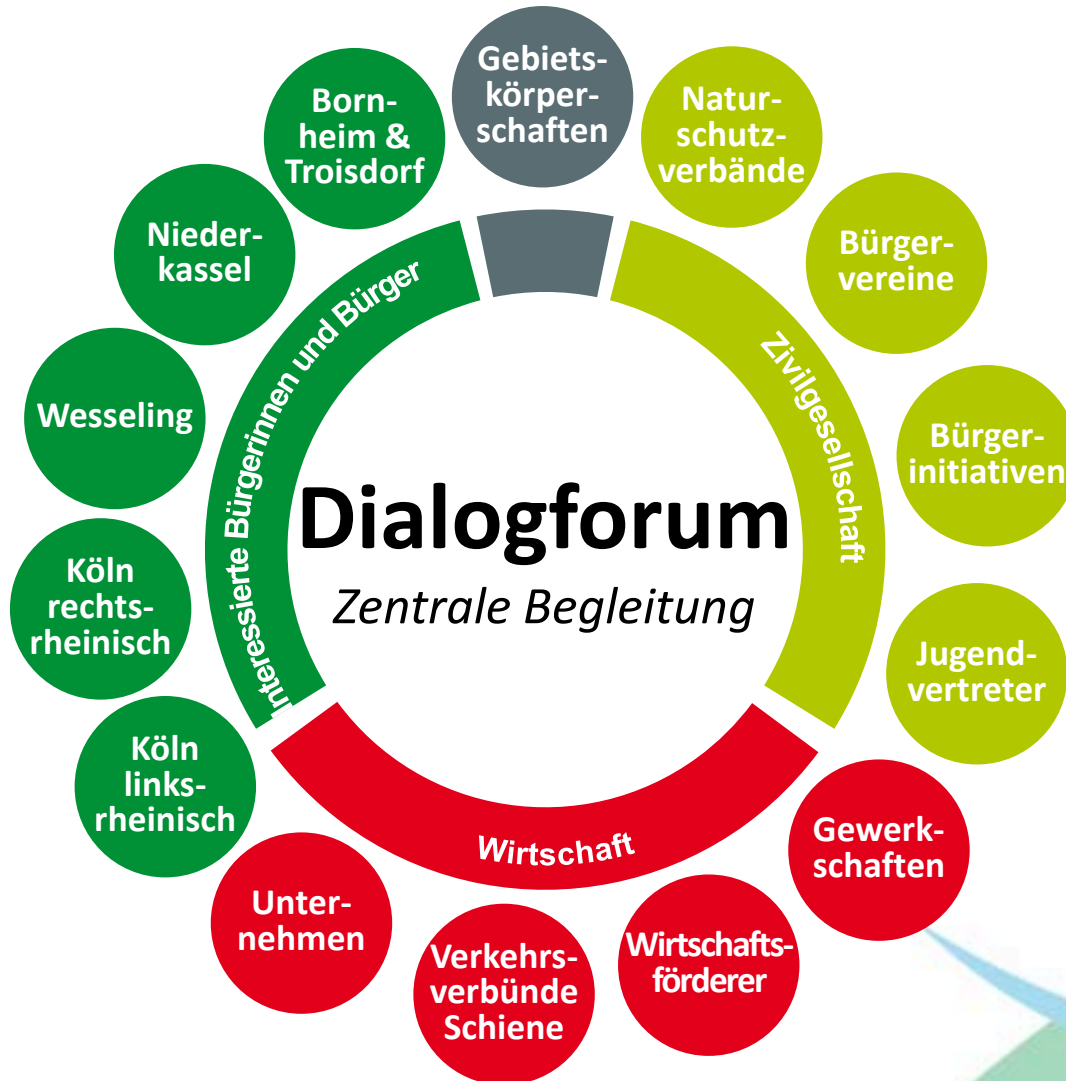 Gebiets-
körper-
schaften
Natur-
schutz-
verbände
Bürger-
vereine
Bürger-
initiativen
Jugend-
vertreter
Gewerk-
schaften
Wirtschafts-
förderer
Verkehrs-
verbünde
Schiene
Unter-
nehmen
Köln
links-
rheinisch
Köln
rechts-
rheinisch
Wesseling
Nieder-
kassel
Born-
heim &
Troisdorf
Interessierte Bürgerinnen und Bürger
Zivilgesellschaft
Wirtschaft
Dialogforum
Zentrale Begleitung